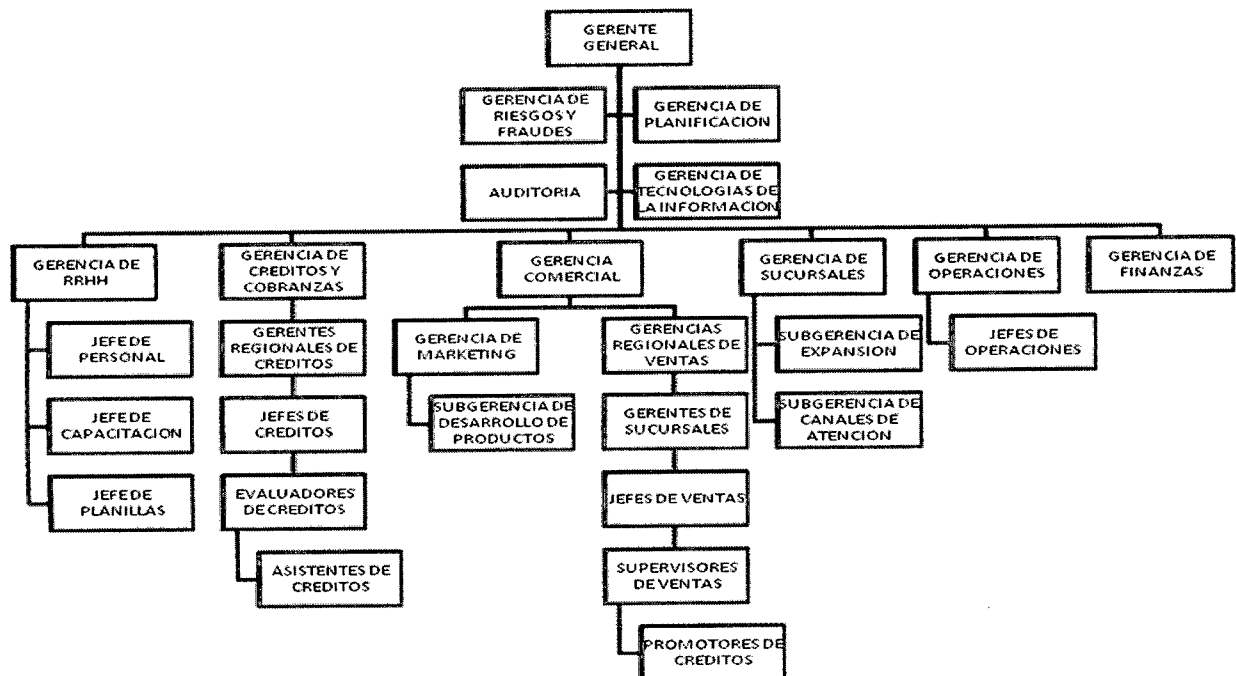 GERENTE
GENERAL
GERENCIA DE
RIESGOS Y
FRAUDES
GERENCIA DE
PLANIFICACION
AUDITORIA
GERENCIA DE
TECNOLOGIAS DE
LA INFORMACION
GERENCIA DE
RRHH
GERENCIA DE
CREDITOS Y
COBRANZAS
GERENCIA
COMERCIAL
GERENCIA DE
SUCURSALES
GERENCIA DE
OPERACIONES
GERENCIA DE
FINANZAS
JEFE DE
PERSONAL
GERENTES
REGIONALES DE
CREDITOS
GERENCIA DE
MARKETING
GERENCIAS
REGIONALES DE
VENTAS
SUBGERENCIA DE
EXPANSION
JEFES DE
OPERACIONES
JEFE DE
CAPACITACION
JEFES DE
CREDITOS
SUBGERENCIA DE
DESARROLLO DE
PRODUCTOS
GERENTES DE
SUCURSALES
SUBGERENCIA DE
CANALES DE
ATENCIÓN
JEFE DE
PLANILLAS
EVALUADORES
DE CREDITOS
JEFES DE VENTAS
ASISTENTES DE
CREDITOS
SUPERVISORES
DE VENTAS
PROMOTORES DE
CREDITOS